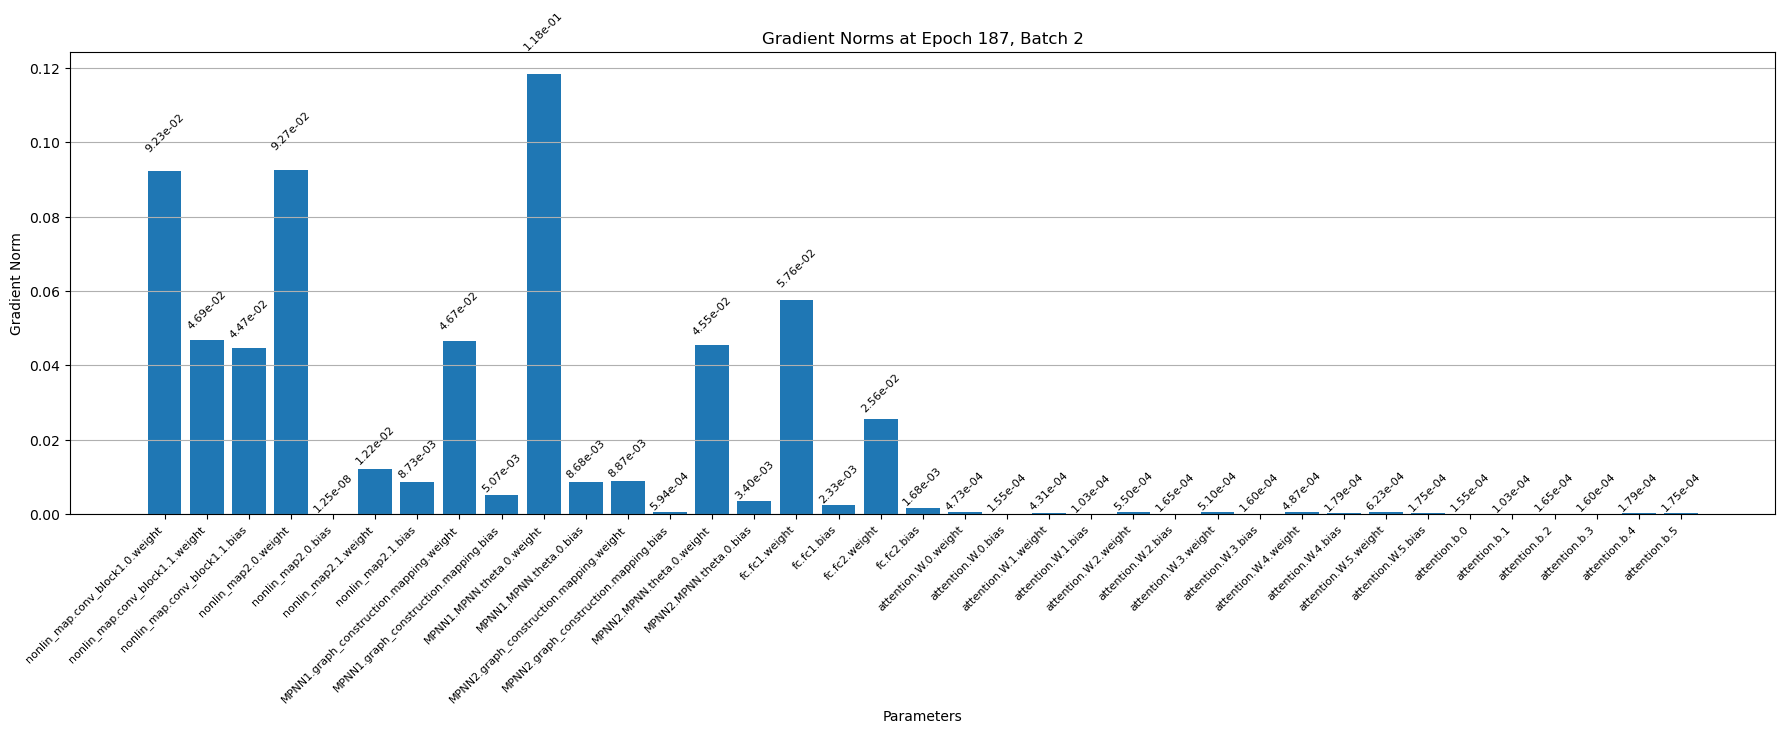 Gradient Norms at Epoch 187, Batch 2
Gradient Norm
0.12
0.10
0.08
0.06
0.04
0.02
0.00
9.23e-02
4.69e-02
4.47e-02
9.27e-02
1.25e-08
1.22e-02
8.73e-03
4.67e-02
5.07e-03
1.18e-01
8.68e-03
8.87e-03
5.94e-04
4.55e-02
3.40e-03
5.76e-02
2.33e-03
2.56e-02
1.68e-03
4.73e-04
1.55e-04
4.31e-04
1.03e-04
5.50e-04
1.65e-04
5.10e-04
1.60e-04
4.87e-04
1.79e-04
6.23e-04
1.75e-04
1.55e-04
1.03e-04
1.65e-04
1.60e-04
1.79e-04
1.75e-04
nonlin_map.conv_block1.0.weight
nonlin_map.conv_block1.1.weight
nonlin_map.conv_block1.1.bias
nonlin_map2.0.weight
nonlin_map2.0.bias
nonlin_map2.1.weight
nonlin_map2.1.bias
MPNN1.graph_construction.mapping.weight
MPNN1.graph_construction.mapping.bias
MPNN1.MPNN.theta.0.weight
MPNN1.MPNN.theta.0.bias
MPNN2.graph_construction.mapping.weight
MPNN2.graph_construction.mapping.bias
MPNN2.MPNN.theta.0.weight
MPNN2.MPNN.theta.0.bias
fc.fc1.weight
fc.fc1.bias
fc.fc2.weight
fc.fc2.bias
attention.W.0.weight
attention.W.0.bias
attention.W.1.weight
attention.W.1.bias
attention.W.2.weight
attention.W.2.bias
attention.W.3.weight
attention.W.3.bias
attention.W.4.weight
attention.W.4.bias
attention.W.5.weight
attention.W.5.bias
attention.b.0
attention.b.1
attention.b.2
attention.b.3
attention.b.4
attention.b.5
Parameters